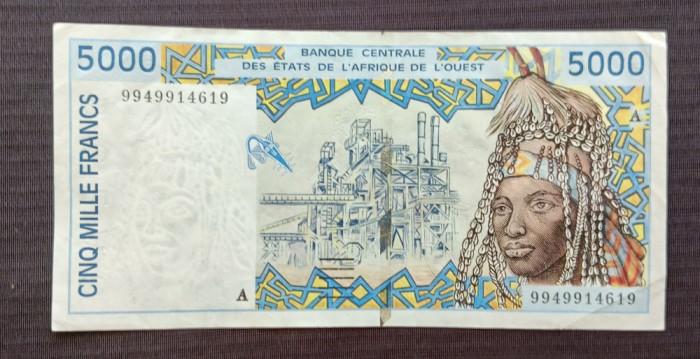 5000
BANQUE CENTRALE
DES ÉTATS DE L'AFRIQUE DE L'OUEST
5000
9949914619
A
CINQ MILLE FRANCS
A
9949914619